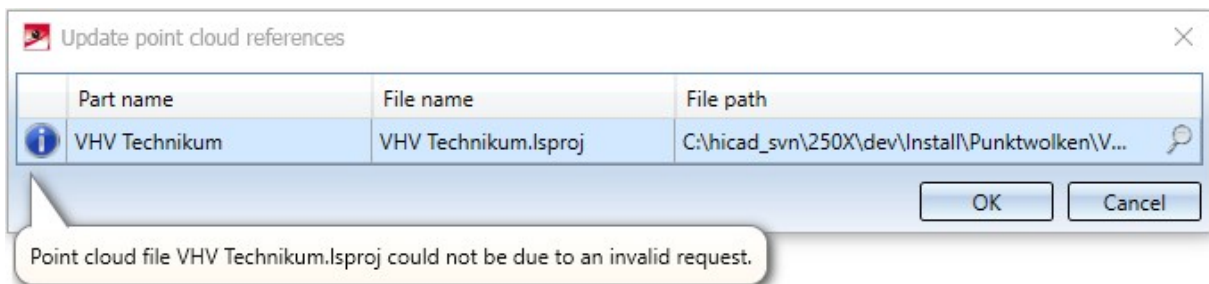 Update point cloud references
Part name File name File path
VHV Technikum VHV Technikum.lsproj C:\hicad_svn\250X\dev\Install\Punktwolken\V...
OK Cancel
Point cloud file VHV Technikum.lsproj could not be due to an invalid request.